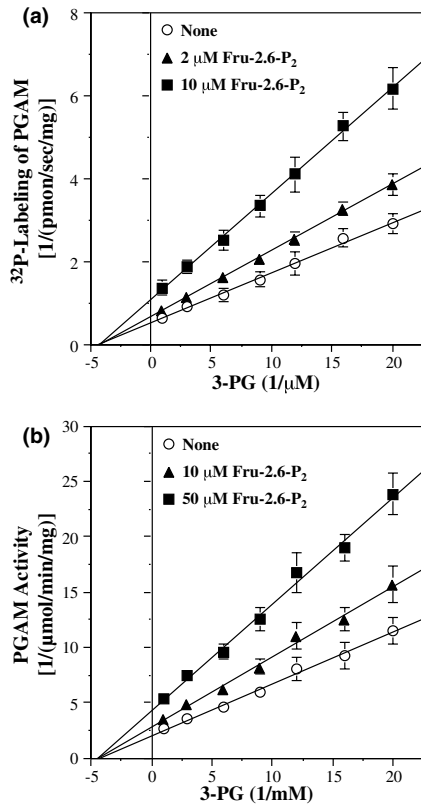 (a)
None
2 μM Fru-2.6-P2
10 μM Fru-2.6-P2
32P-Labeling of PGAM
[1/(pmon/sec/mg)]
8
6
4
2
0
-5 0 5 10 15 20
3-PG (1/μM)
(b)
None
10 μM Fru-2.6-P2
50 μM Fru-2.6-P2
PGAM Activity
[1/(μmol/min/mg)]
30
25
20
15
10
5
0
-5 0 5 10 15 20
3-PG (1/mM)